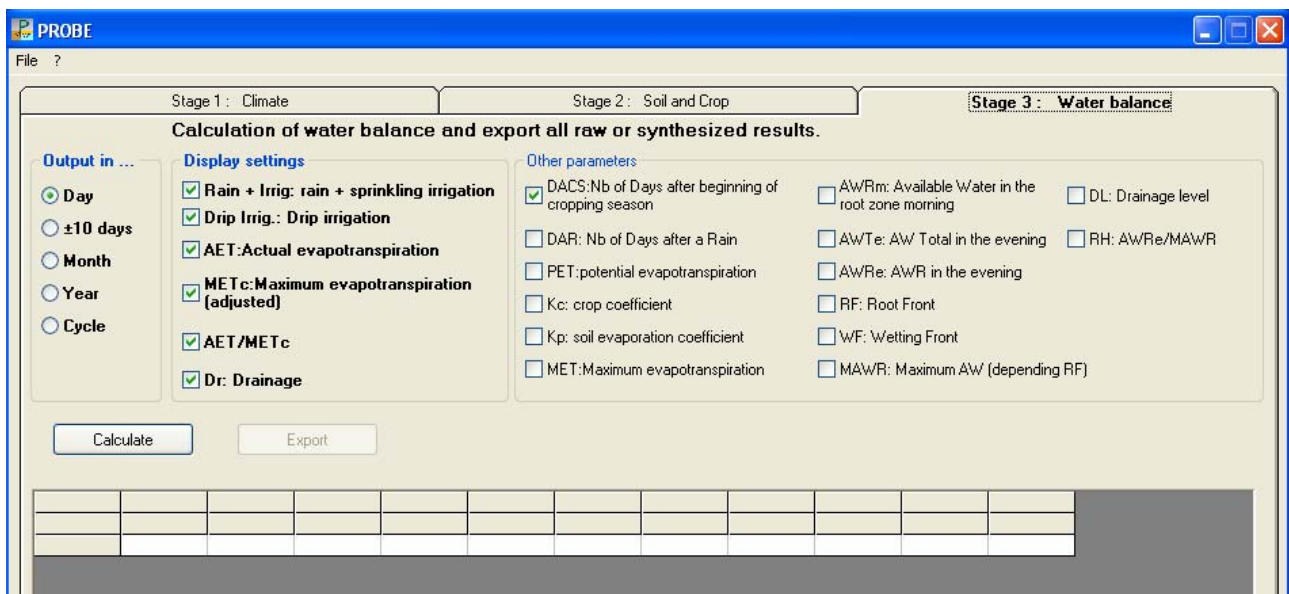 PROBE
File ?
Stage 1 : Climate
Stage 2 : Soil and Crop
Stage 3 : Water balance
Calculation of water balance and export all raw or synthesized results.
Output in ...
Day
±10 days
Month
Year
Cycle
Display settings
Rain + Irrig: rain + sprinkling irrigation
Drip Irrig.: Drip irrigation
AET:Actual evapotranspiration
METc:Maximum evapotranspiration
(adjusted)
AET/METc
Dr: Drainage
Other parameters
DACS:Nb of Days after beginning of
cropping season
DAR: Nb of Days after a Rain
PET:potential evapotranspiration
Kc: crop coefficient
Kp: soil evaporation coefficient
MET:Maximum evapotranspiration
AWRm: Available Water in the
root zone morning
AWTe: AW Total in the evening
AWRe: AWR in the evening
RF: Root Front
WF: Wetting Front
MAWR: Maximum AW (depending RF)
DL: Drainage level
RH: AWRe/MAWR
Calculate
Export